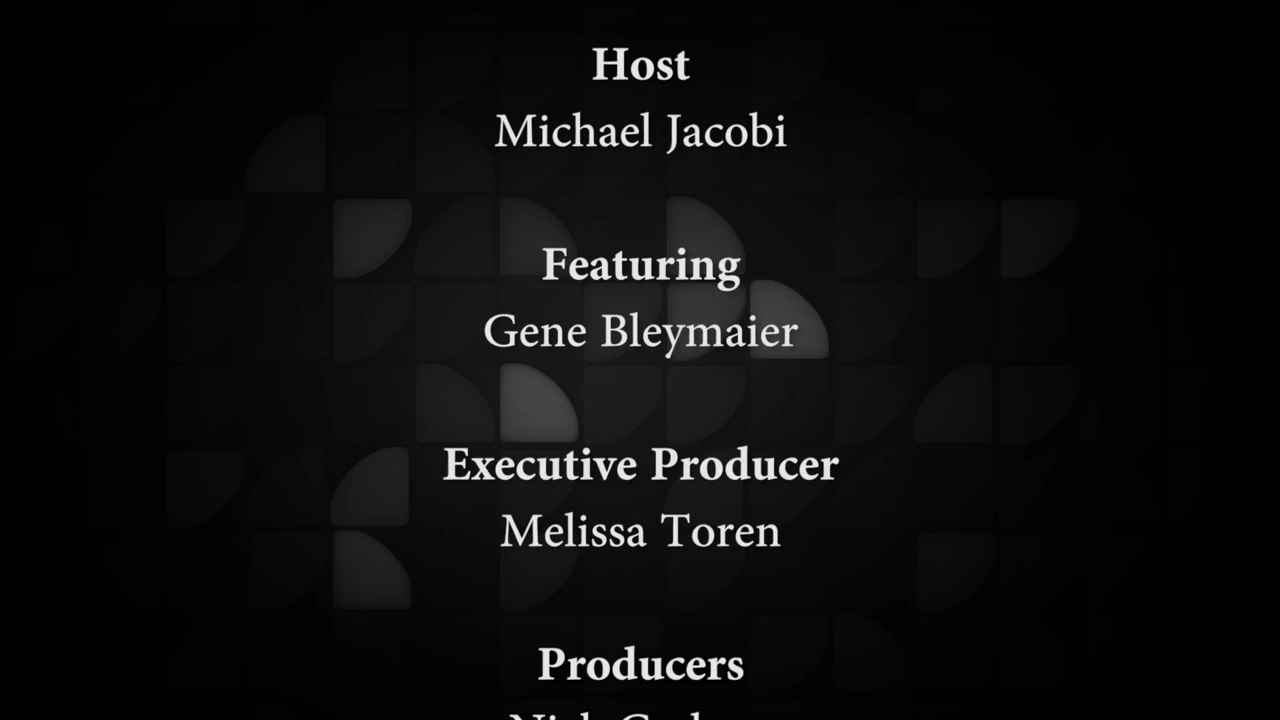 Host
Michael Jacobi
Featuring
Gene Bleymaier
Executive Producer
Melissa Toren
Producers